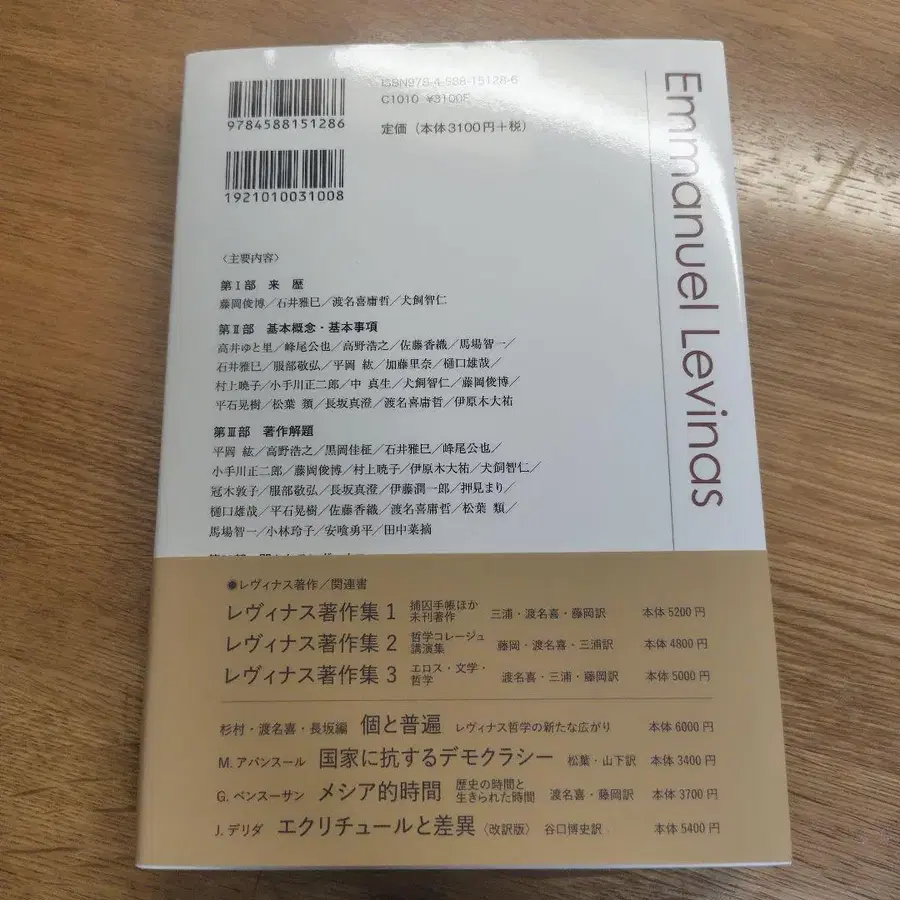 ISBN978-4-588-15128-6
C1010 ¥3100E
9784588151286
定価（本体3100円＋税）
1921010031008
Emmanuel Levinas
〈主要内容〉
第Ⅰ部 来 歴
藤岡俊博／石井雅巳／渡名喜庸哲／犬飼智仁
第Ⅱ部 基本概念・基本事項
高井ゆと里／峰尾公也／高野浩之／佐藤香織／馬場智一／
石井雅巳／服部敬弘／平岡 紘／加藤里奈／樋口雄哉／
村上暁子／小手川正二郎／中 真生／犬飼智仁／藤岡俊博／
平石晃樹／松葉 類／長坂真澄／渡名喜庸哲／伊原木大祐
第Ⅲ部 著作解題
平岡 紘／高野浩之／黒岡佳柾／石井雅巳／峰尾公也／
小手川正二郎／藤岡俊博／村上暁子／伊原木大祐／犬飼智仁／
冠木敦子／服部敬弘／長坂真澄／伊藤潤一郎／押見まり／
樋口雄哉／平石晃樹／佐藤香織／渡名喜庸哲／松葉 類／
馬場智一／小林玲子／安喰勇平／田中菜摘
●レヴィナス著作／関連書
レヴィナス著作集 1 捕囚手帳ほか未刊著作 三浦・渡名喜・藤岡訳 本体 5200 円
レヴィナス著作集 2 哲学コレージュ講演集 藤岡・渡名喜・三浦訳 本体 4800 円
レヴィナス著作集 3 エロス・文学・哲学 渡名喜・三浦・藤岡訳 本体 5000 円
杉村・渡名喜・長坂編 個と普遍 レヴィナス哲学の新たな広がり 本体 6000 円
M. アバンスール 国家に抗するデモクラシー 松葉・山下訳 本体 3400 円
G. ベンスーサン メシア的時間 歴史の時間と生きられた時間 渡名喜・藤岡訳 本体 3700 円
J. デリダ エクリチュールと差異〈改訳版〉 谷口博史訳 本体 5400 円